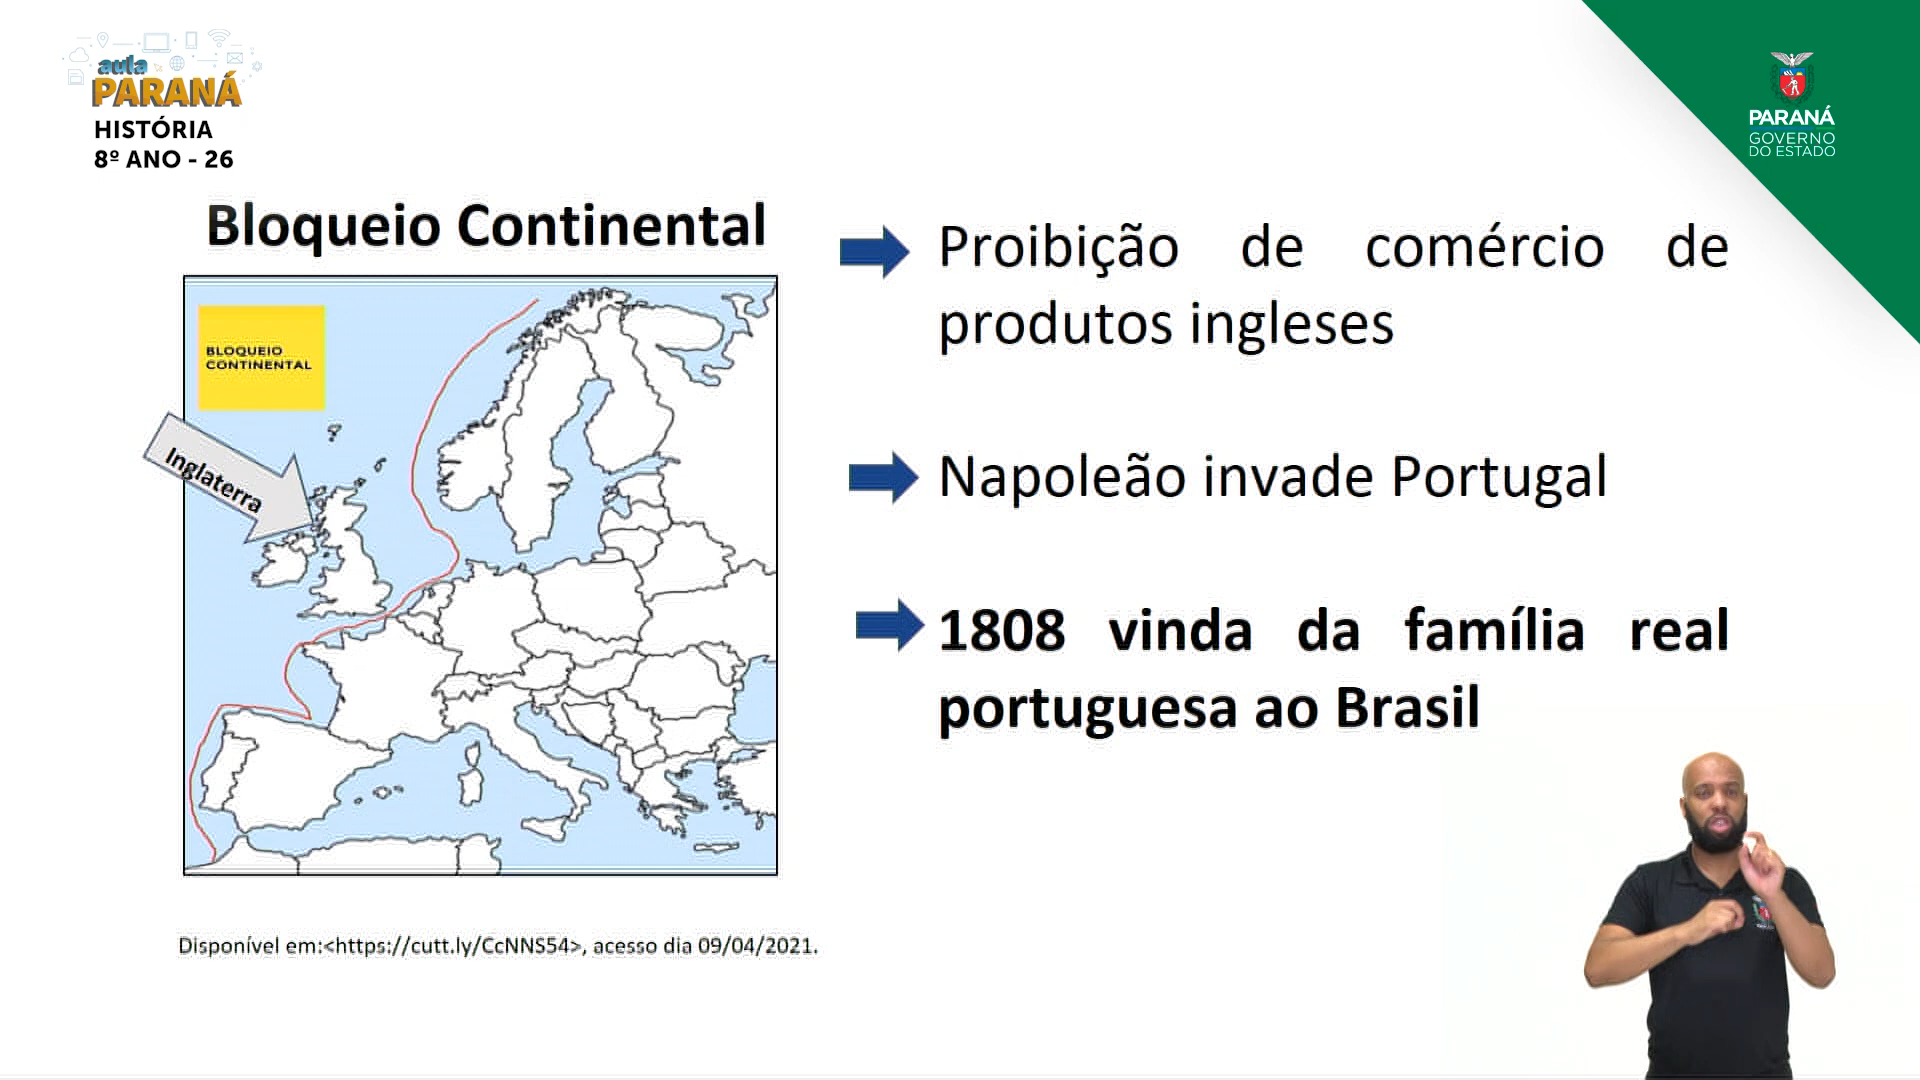 aula
PARANÁ
HISTÓRIA
8º ANO - 26
PARANÁ
GOVERNO
DO ESTADO
Bloqueio Continental
BLOQUEIO
CONTINENTAL
Inglaterra
Disponível em:<https://cutt.ly/CcNNS54>, acesso dia 09/04/2021.
Proibição de comércio de
produtos ingleses
Napoleão invade Portugal
1808 vinda da família real
portuguesa ao Brasil